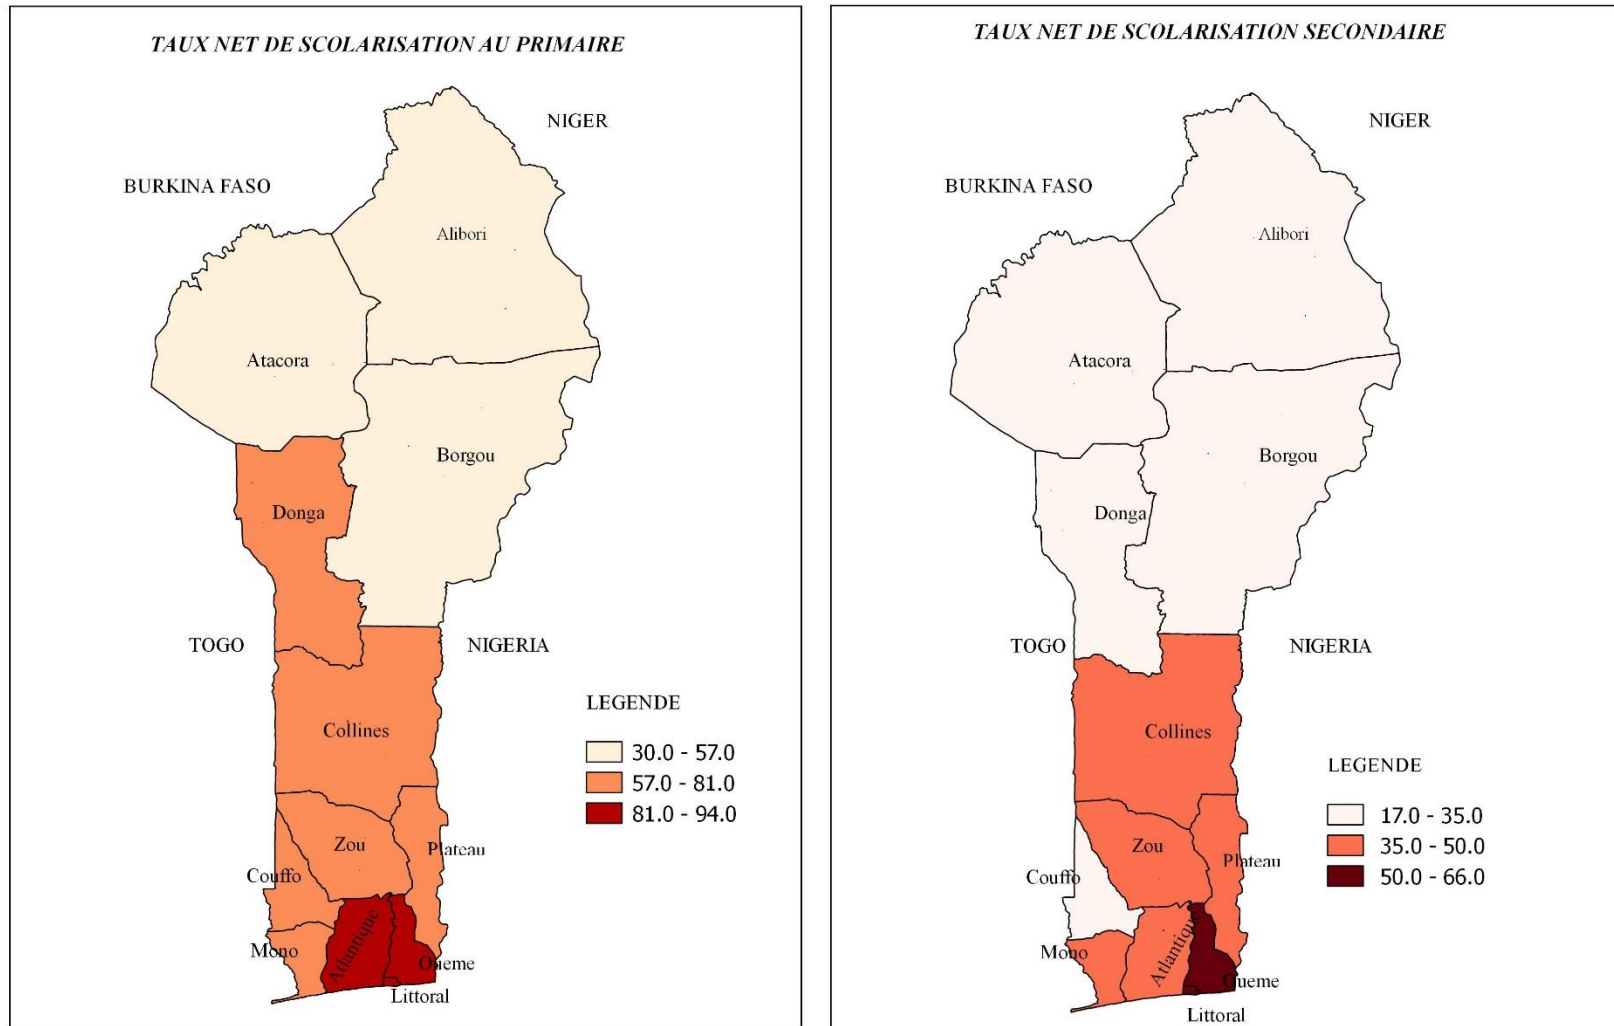 TAUX NET DE SCOLARISATION AU PRIMAIRE
NIGER
BURKINA FASO
Alibori
Atacora
Borgou
Donga
TOGO
NIGERIA
LEGENDE
Collines
30.0 - 57.0
57.0 - 81.0
81.0 - 94.0
Zou
Plateau
Couffo
Mono
Atlantique
Oueme
Littoral
TAUX NET DE SCOLARISATION SECONDAIRE
NIGER
BURKINA FASO
Alibori
Atacora
Borgou
Donga
TOGO
NIGERIA
Collines
LEGENDE
17.0 - 35.0
35.0 - 50.0
50.0 - 66.0
Zou
Plateau
Couffo
Mono
Atlantique
Oueme
Littoral